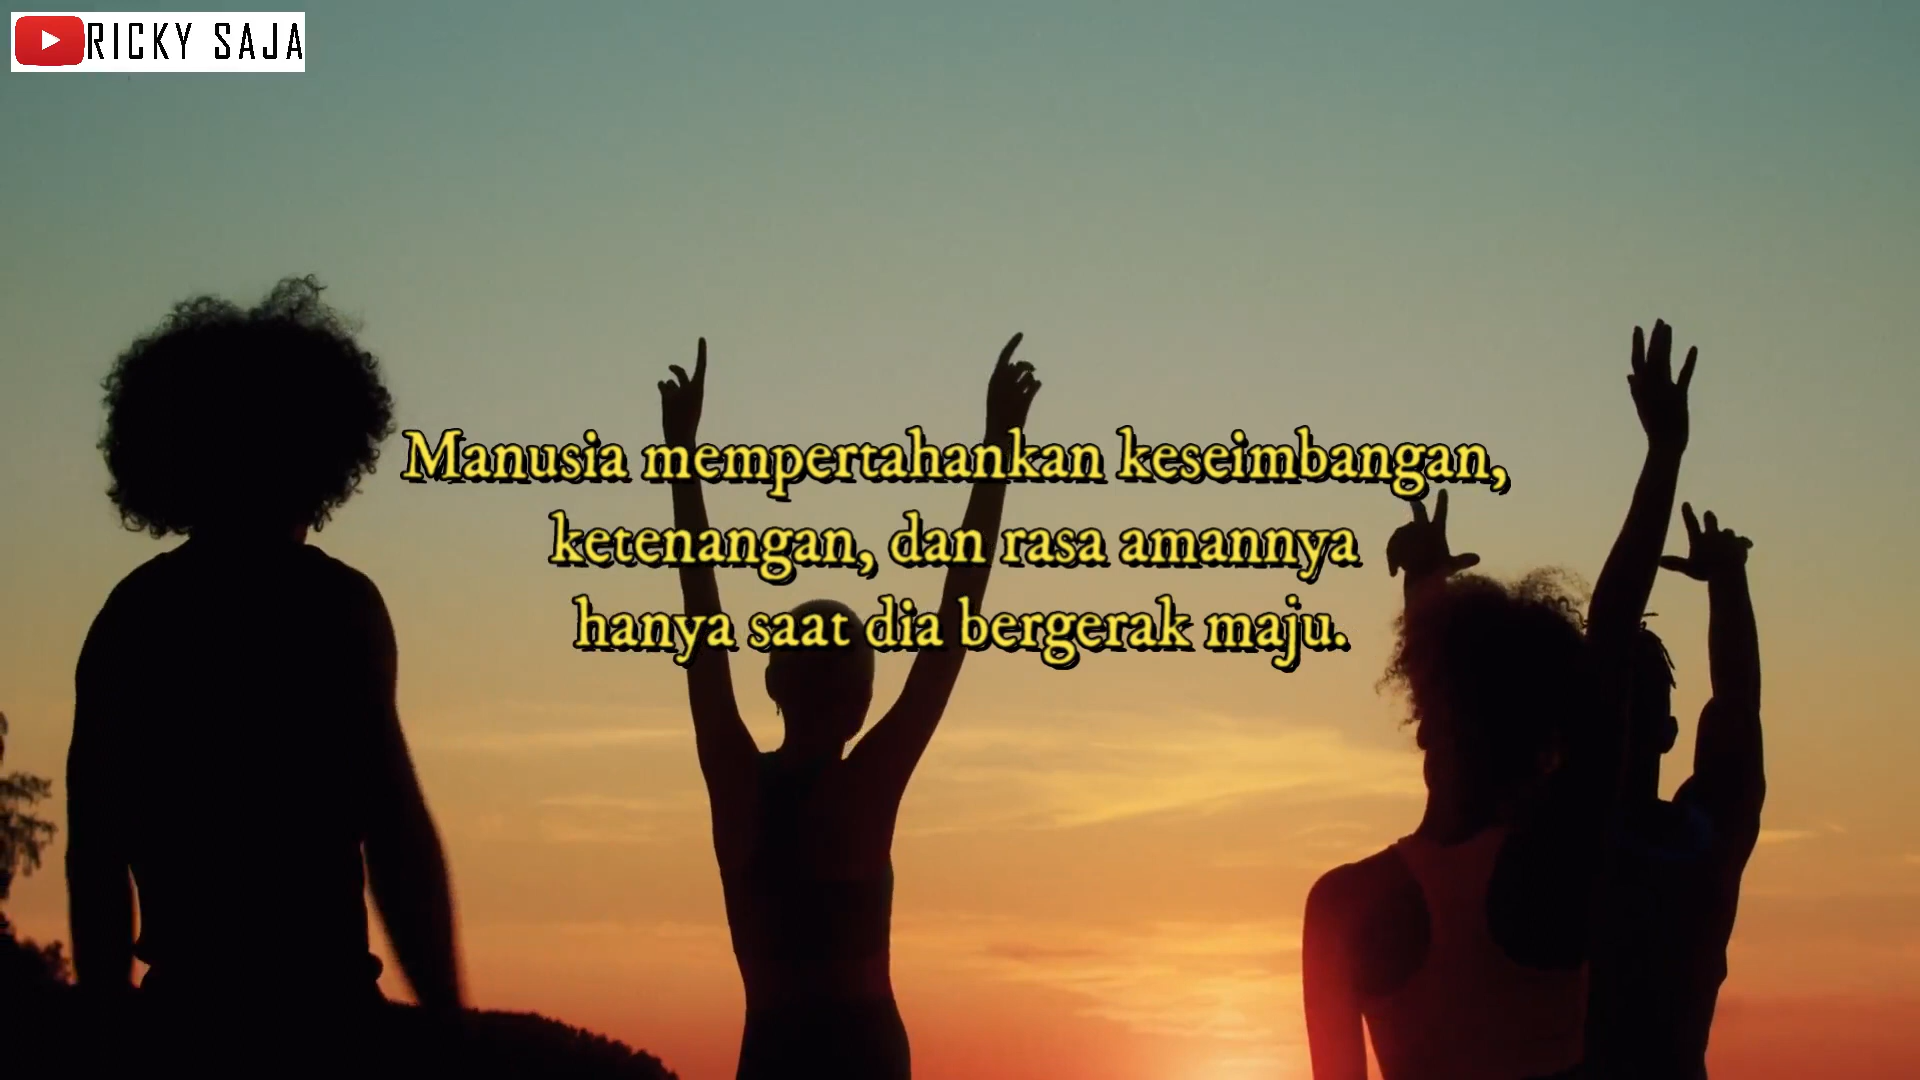 RICKY SAJA
Manusia mempertahankan keseimbangan,
ketenangan, dan rasa amannya
hanya saat dia bergerak maju.